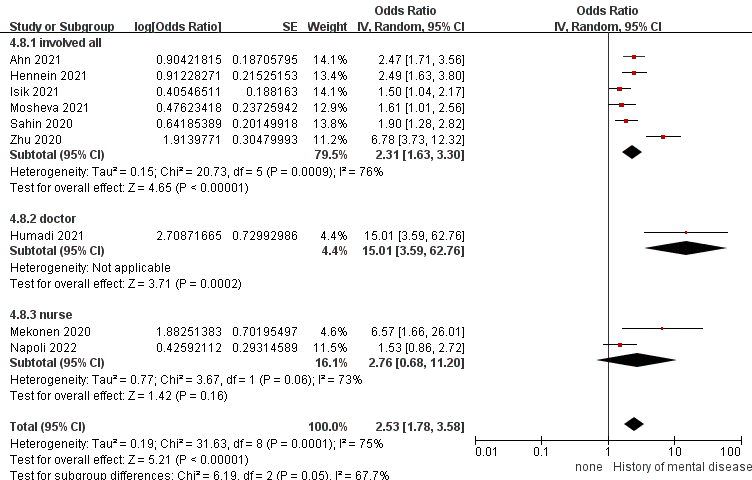 Odds Ratio Odds Ratio
Study or Subgroup log[Odds Ratio] SE Weight IV, Random, 95% CI IV, Random, 95% CI
4.8.1 involved all
Ahn 2021 0.90421815 0.18705795 14.1% 2.47 [1.71, 3.56]
Hennein 2021 0.91228271 0.21525153 13.4% 2.49 [1.63, 3.80]
Isik 2021 0.40546511 0.188163 14.1% 1.50 [1.04, 2.17]
Mosheva 2021 0.47623418 0.23725942 12.9% 1.61 [1.01, 2.56]
Sahin 2020 0.64185389 0.20149918 13.8% 1.90 [1.28, 2.82]
Zhu 2020 1.9139771 0.30479993 11.2% 6.78 [3.73, 12.32]
Subtotal (95% CI) 79.5% 2.31 [1.63, 3.30]
Heterogeneity: Tau² = 0.15; Chi² = 20.73, df = 5 (P = 0.0009); I² = 76%
Test for overall effect: Z = 4.65 (P < 0.00001)
4.8.2 doctor
Humadi 2021 2.70871665 0.72992986 4.4% 15.01 [3.59, 62.76]
Subtotal (95% CI) 4.4% 15.01 [3.59, 62.76]
Heterogeneity: Not applicable
Test for overall effect: Z = 3.71 (P = 0.0002)
4.8.3 nurse
Mekonen 2020 1.88251383 0.70195497 4.6% 6.57 [1.66, 26.01]
Napoli 2022 0.42592112 0.29314589 11.5% 1.53 [0.86, 2.72]
Subtotal (95% CI) 16.1% 2.76 [0.68, 11.20]
Heterogeneity: Tau² = 0.77; Chi² = 3.67, df = 1 (P = 0.06); I² = 73%
Test for overall effect: Z = 1.42 (P = 0.16)
Total (95% CI) 100.0% 2.53 [1.78, 3.58]
Heterogeneity: Tau² = 0.19; Chi² = 31.63, df = 8 (P = 0.0001); I² = 75%
Test for overall effect: Z = 5.21 (P < 0.00001)
Test for subgroup differences: Chi² = 6.19, df = 2 (P = 0.05), I² = 67.7%
0.01 0.1 1 10 100
none History of mental disease